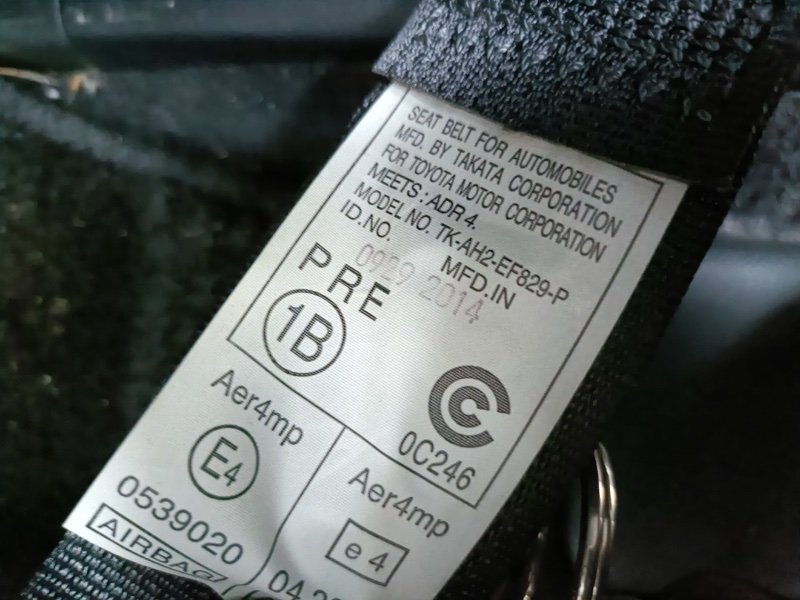 SEAT BELT FOR AUTOMOBILES
MFD. BY TAKATA CORPORATION
FOR TOYOTA MOTOR CORPORATION
MEETS : ADR 4.
MODEL NO. TK-AH2-EF829-P
ID.NO. MFD.IN
0929 2014
PRE
1B
0C246
Aer4mp
E4
0539020
AIRBAG
Aer4mp
e 4